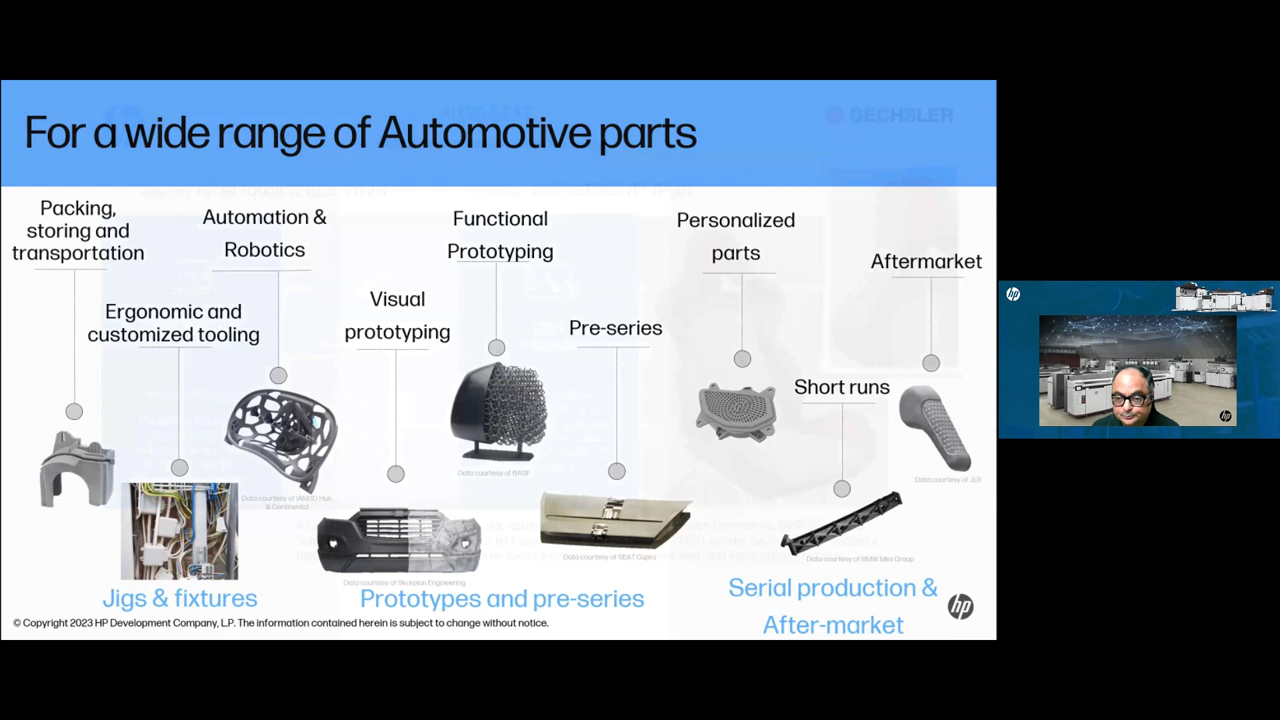 For a wide range of Automotive parts
OECHSLER
Packing,
storing and
transportation
Automation &
Robotics
Ergonomic and
customized tooling
Visual
prototyping
Functional
Prototyping
Pre-series
Personalized
parts
Short runs
Aftermarket
Data courtesy of BASF
Data courtesy of JLR
Data courtesy of IANGD Hub
& Continental
Data courtesy of SEAT Cupra
Data courtesy of BMW Mini Group
Data courtesy of Skorpion Engineering
Jigs & fixtures
Prototypes and pre-series
Serial production &
After-market
hp
© Copyright 2023 HP Development Company, L.P. The information contained herein is subject to change without notice.
hp
hp